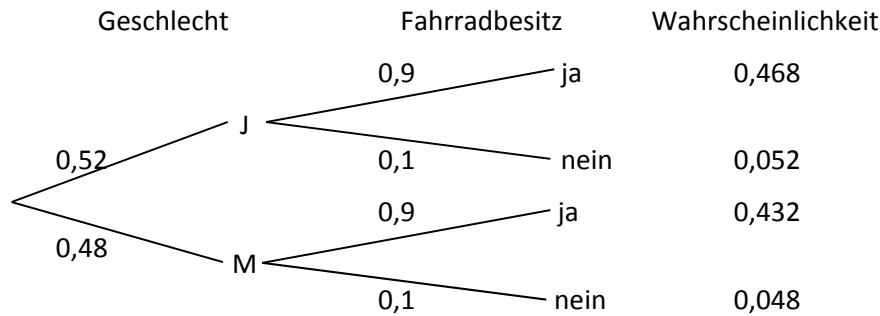 Geschlecht Fahrradbesitz Wahrscheinlichkeit
0,9 ja 0,468
J
0,52 0,1 nein 0,052
0,9 ja 0,432
0,48
M
0,1 nein 0,048